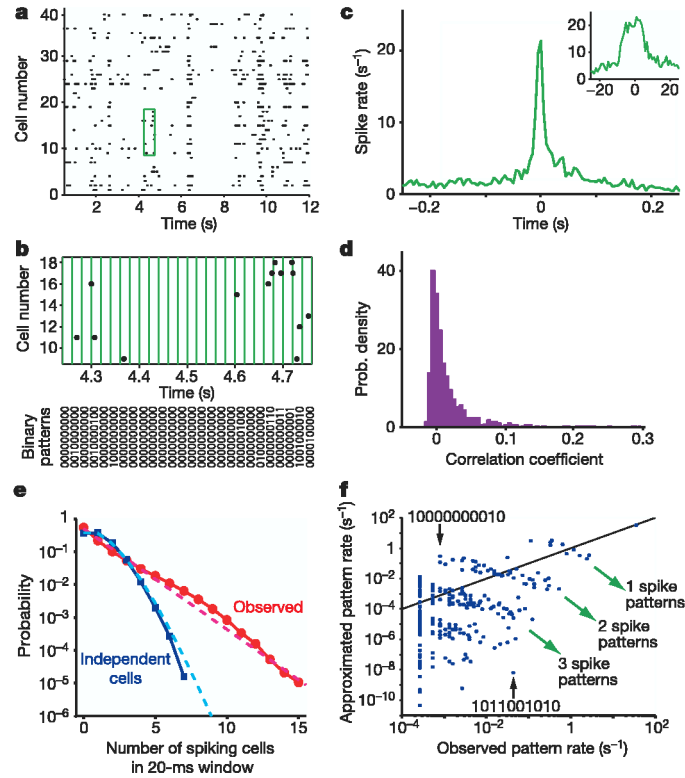 a
40
30
20
10
0
Cell number
2
4
6
8
10
12
Time (s)
c
20
10
0
Spike rate (s⁻¹)
−0.2
0
0.2
Time (s)
20
10
0
−20
0
20
b
18
16
14
12
10
Cell number
4.3
4.4
4.5
4.6
4.7
Time (s)
Binary
patterns
d
40
20
0
Prob. density
0
0.1
0.2
0.3
Correlation coefficient
e
1
10⁻¹
10⁻²
10⁻³
10⁻⁴
10⁻⁵
10⁻⁶
Probability
Observed
Independent
cells
0
5
10
15
Number of spiking cells
in 20-ms window
f
10²
1
10⁻²
10⁻⁴
10⁻⁶
10⁻⁸
10⁻¹⁰
Approximated pattern rate (s⁻¹)
10000000010
1 spike
patterns
2 spike
patterns
3 spike
patterns
1011001010
10⁻⁴
10⁻²
1
10²
Observed pattern rate (s⁻¹)